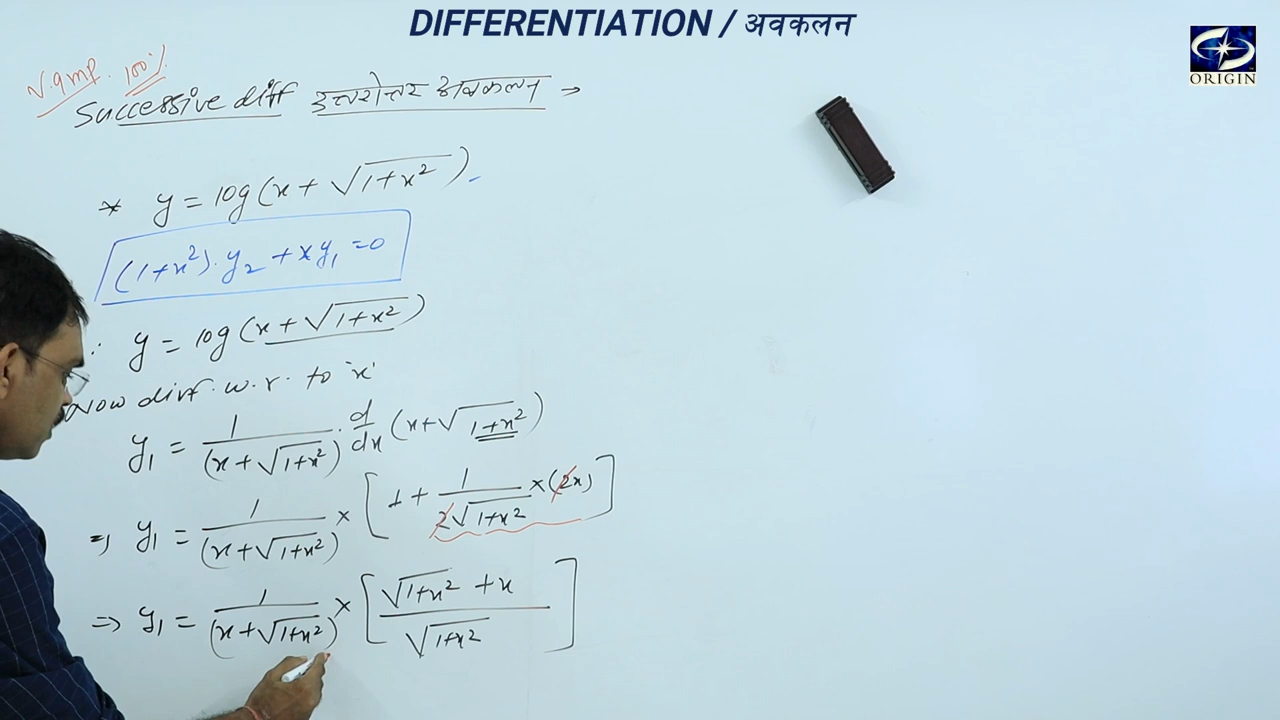 DIFFERENTIATION / अवकलन
ORIGIN
V. Imp. 100%
Successive diff उत्तरोत्तर अवकलन →
* y = log(x + √(1+x²))
(1+x²).y₂ + xy₁ = 0
∴ y = log(x + √(1+x²))
Now diff. w.r. to 'x'
y₁ = 1/(x+√(1+x²)) · d/dx (x+√(1+x²))
⇒ y₁ = 1/(x+√(1+x²)) × [1 + 1/(2√(1+x²)) × (2x)]
⇒ y₁ = 1/(x+√(1+x²)) × [(√(1+x²) + x)/√(1+x²)]